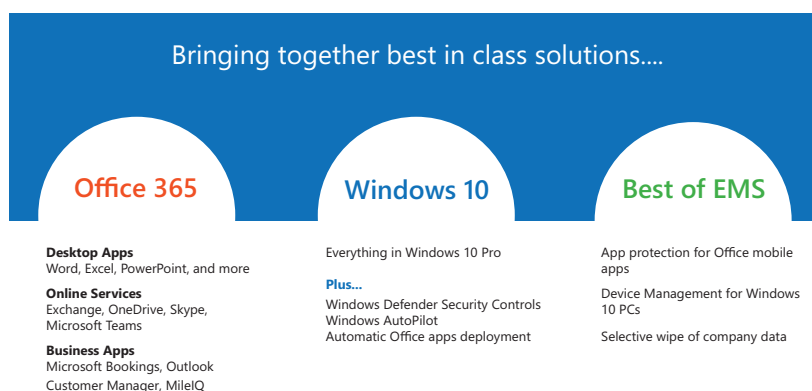 Bringing together best in class solutions....
Office 365
Desktop Apps
Word, Excel, PowerPoint, and more
Online Services
Exchange, OneDrive, Skype,
Microsoft Teams
Business Apps
Microsoft Bookings, Outlook
Customer Manager, MileIQ
Windows 10
Everything in Windows 10 Pro
Plus...
Windows Defender Security Controls
Windows AutoPilot
Automatic Office apps deployment
Best of EMS
App protection for Office mobile
apps
Device Management for Windows
10 PCs
Selective wipe of company data